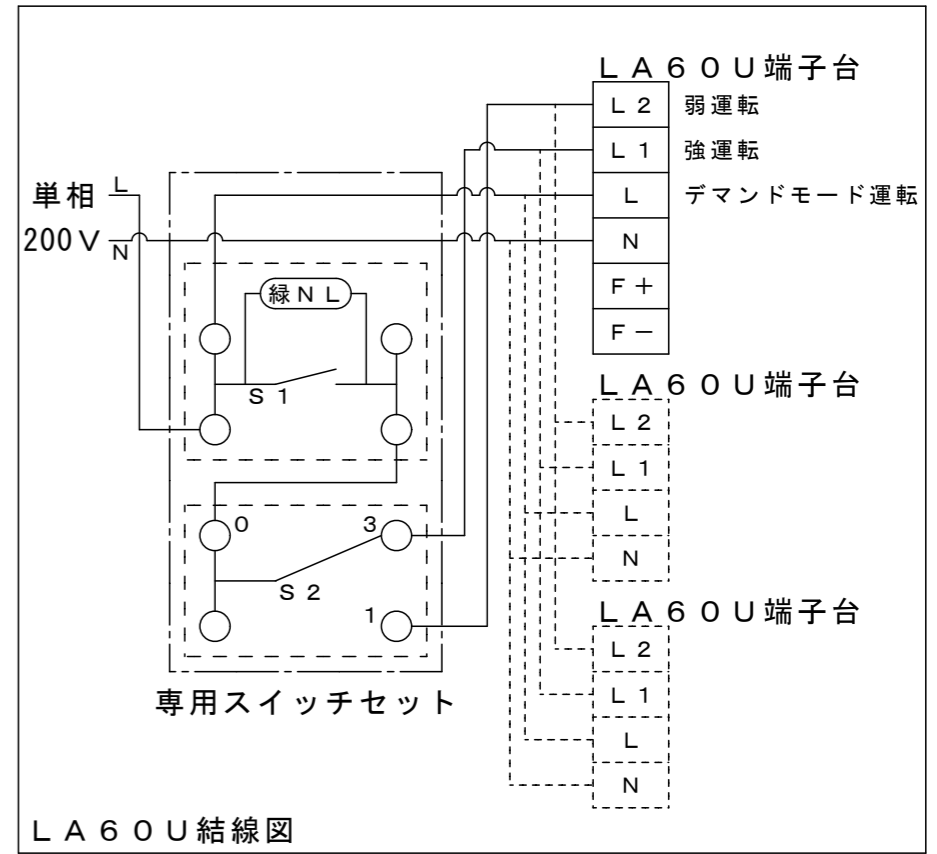 LA60U端子台
L2 弱運転
L1 強運転
単相 L
L デマンドモード運転
200V N
N
緑NL
F+
F−
S1
LA60U端子台
L2
L1
L
N
0 3
S2
1
LA60U端子台
L2
L1
L
N
専用スイッチセット
LA60U結線図